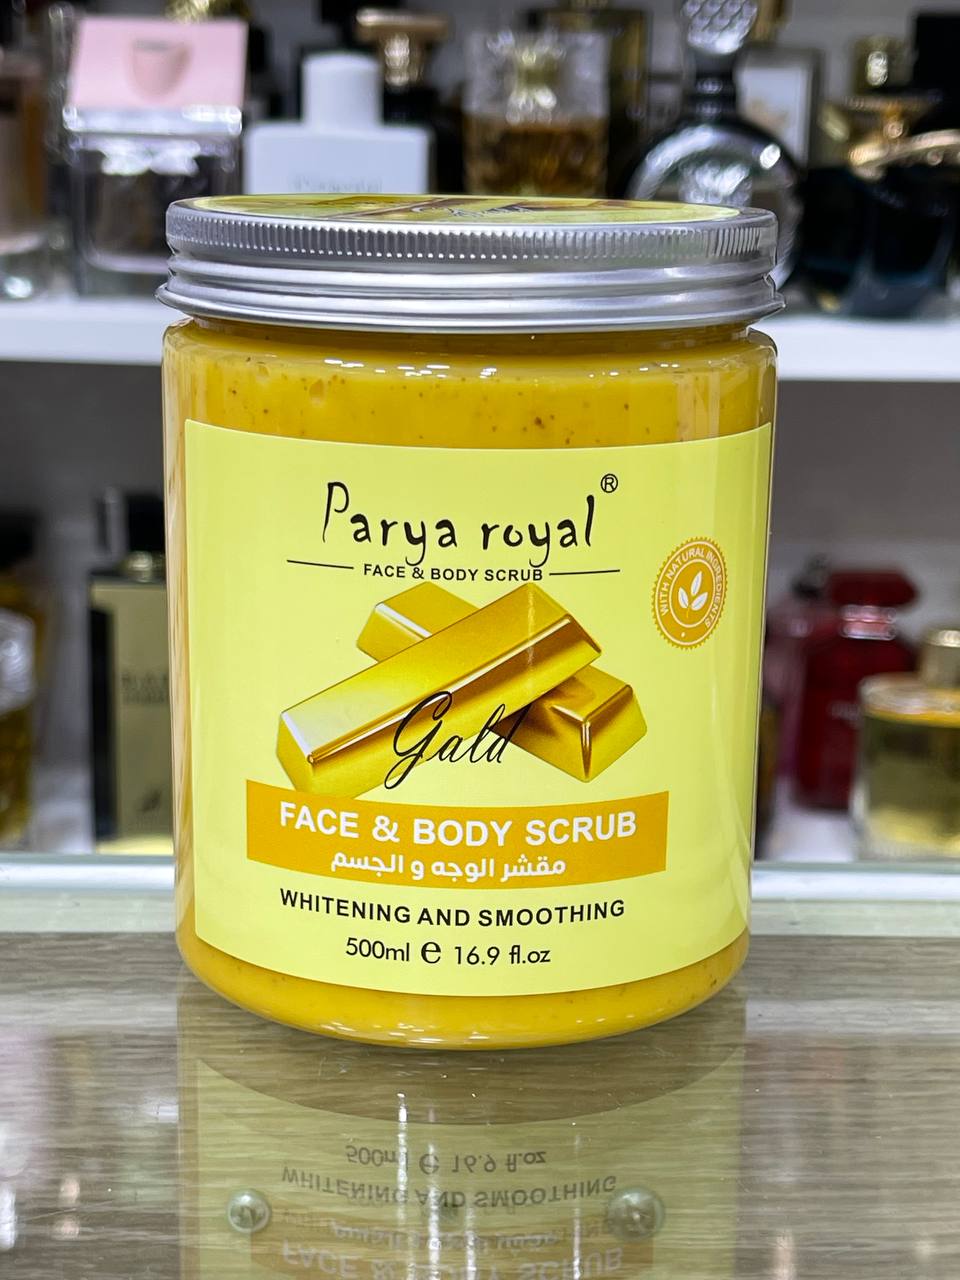 Parya royal®
FACE & BODY SCRUB
WITH NATURAL INGREDIENTS
Gald
FACE & BODY SCRUB
مقشر الوجه و الجسم
WHITENING AND SMOOTHING
500ml e 16.9 fl.oz